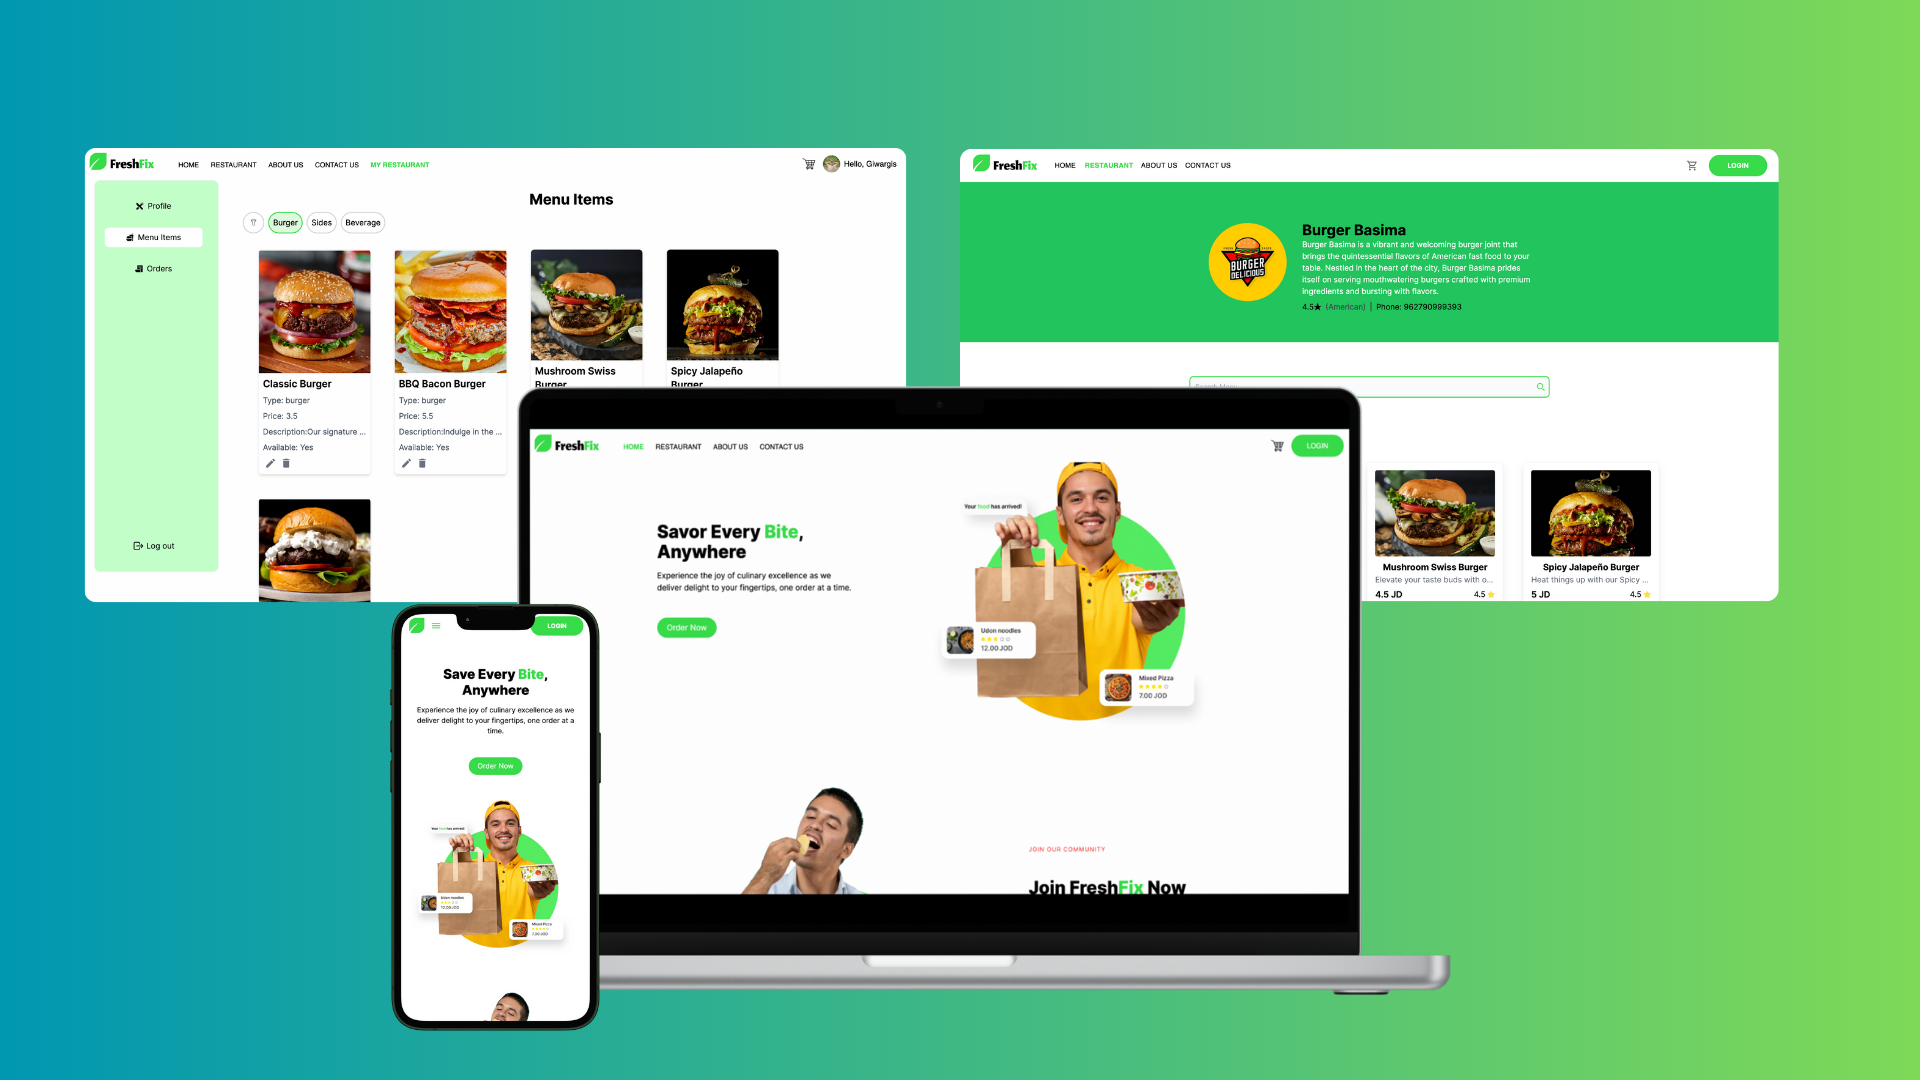 FreshFix
HOME RESTAURANT ABOUT US CONTACT US MY RESTAURANT
Hello, Giwargis
Profile
Menu Items
Orders
Log out
Menu Items
Burger Sides Beverage
Classic Burger
Type: burger
Price: 3.5
Description:Our signature ...
Available: Yes
BBQ Bacon Burger
Type: burger
Price: 5.5
Description:Indulge in the ...
Available: Yes
Mushroom Swiss
Burger
Spicy Jalapeño
Burger
FreshFix
HOME RESTAURANT ABOUT US CONTACT US
LOGIN
BURGER
DELICIOUS
Burger Basima
Burger Basima is a vibrant and welcoming burger joint that
brings the quintessential flavors of American fast food to your
table. Nestled in the heart of the city, Burger Basima prides
itself on serving mouthwatering burgers crafted with premium
ingredients and bursting with flavors.
4.5★ (American) | Phone: 962790999393
Search Menu
Mushroom Swiss Burger
Elevate your taste buds with o...
4.5 JD 4.5
Spicy Jalapeño Burger
Heat things up with our Spicy ...
5 JD 4.5
FreshFix
HOME RESTAURANT ABOUT US CONTACT US
LOGIN
Savor Every Bite,
Anywhere
Experience the joy of culinary excellence as we
deliver delight to your fingertips, one order at a time.
Order Now
Your food has arrived!
Udon noodles
12.00 JOD
Mixed Pizza
7.00 JOD
JOIN OUR COMMUNITY
Join FreshFix Now
LOGIN
Save Every Bite,
Anywhere
Experience the joy of culinary excellence as we
deliver delight to your fingertips, one order at a
time.
Order Now
Your food has arrived!
Udon noodles
12.00 JOD
Mixed Pizza
7.00 JOD